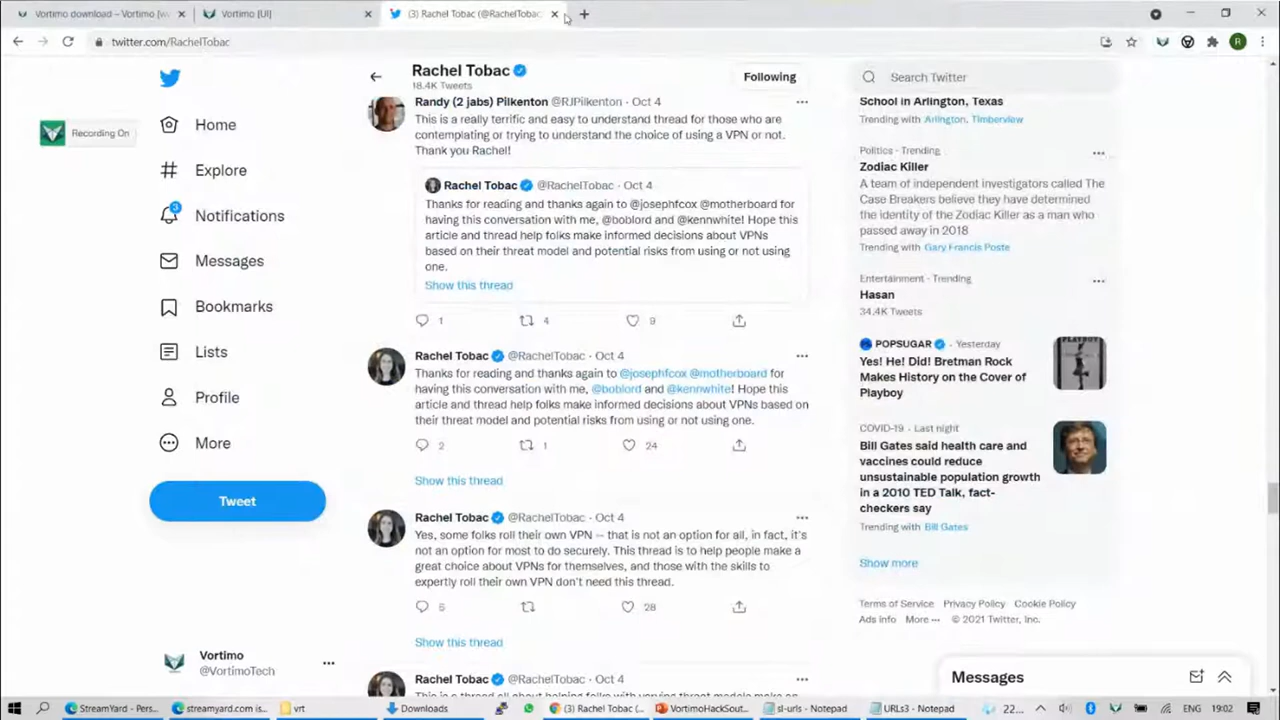 Vortimo download – Vortimo [w
Vortimo [UI]
(3) Rachel Tobac (@RachelTobac
twitter.com/RachelTobac
R
Recording On
Home
Explore
3
Notifications
Messages
Bookmarks
Lists
Profile
More
Tweet
Vortimo
@VortimoTech
Rachel Tobac
18.4K Tweets
Following
Randy (2 jabs) Pilkenton @RJPilkenton · Oct 4
This is a really terrific and easy to understand thread for those who are
contemplating or trying to understand the choice of using a VPN or not.
Thank you Rachel!
Rachel Tobac @RachelTobac · Oct 4
Thanks for reading and thanks again to @josephfcox @motherboard for
having this conversation with me, @boblord and @kennwhite! Hope this
article and thread help folks make informed decisions about VPNs
based on their threat model and potential risks from using or not using
one.
Show this thread
1 4 9
Rachel Tobac @RachelTobac · Oct 4
Thanks for reading and thanks again to @josephfcox @motherboard for
having this conversation with me, @boblord and @kennwhite! Hope this
article and thread help folks make informed decisions about VPNs based on
their threat model and potential risks from using or not using one.
2 1 24
Show this thread
Rachel Tobac @RachelTobac · Oct 4
Yes, some folks roll their own VPN -- that is not an option for all, in fact, it's
not an option for most to do securely. This thread is to help people make a
great choice about VPNs for themselves, and those with the skills to
expertly roll their own VPN don't need this thread.
28
Show this thread
Rachel Tobac @RachelTobac · Oct 4
This is a thread all about helping folks with varying threat models make an
Search Twitter
School in Arlington, Texas
Trending with Arlington, Timberview
Politics · Trending
Zodiac Killer
A team of independent investigators called The
Case Breakers believe they have determined
the identity of the Zodiac Killer as a man who
passed away in 2018
Trending with Gary Francis Poste
Entertainment · Trending
Hasan
34.4K Tweets
POPSUGAR · Yesterday
Yes! He! Did! Bretman Rock
Makes History on the Cover of
Playboy
PLAYBOY
COVID-19 · Last night
Bill Gates said health care and
vaccines could reduce
unsustainable population growth
in a 2010 TED Talk, fact-
checkers say
Trending with Bill Gates
Show more
Terms of Service Privacy Policy Cookie Policy
Ads info More ··· © 2021 Twitter, Inc.
Messages
StreamYard - Pers...
streamyard.com is...
vrt
Downloads
(3) Rachel Tobac (...
VortimoHackSout...
sl-urls - Notepad
URLs3 - Notepad
22...
ENG
19:02